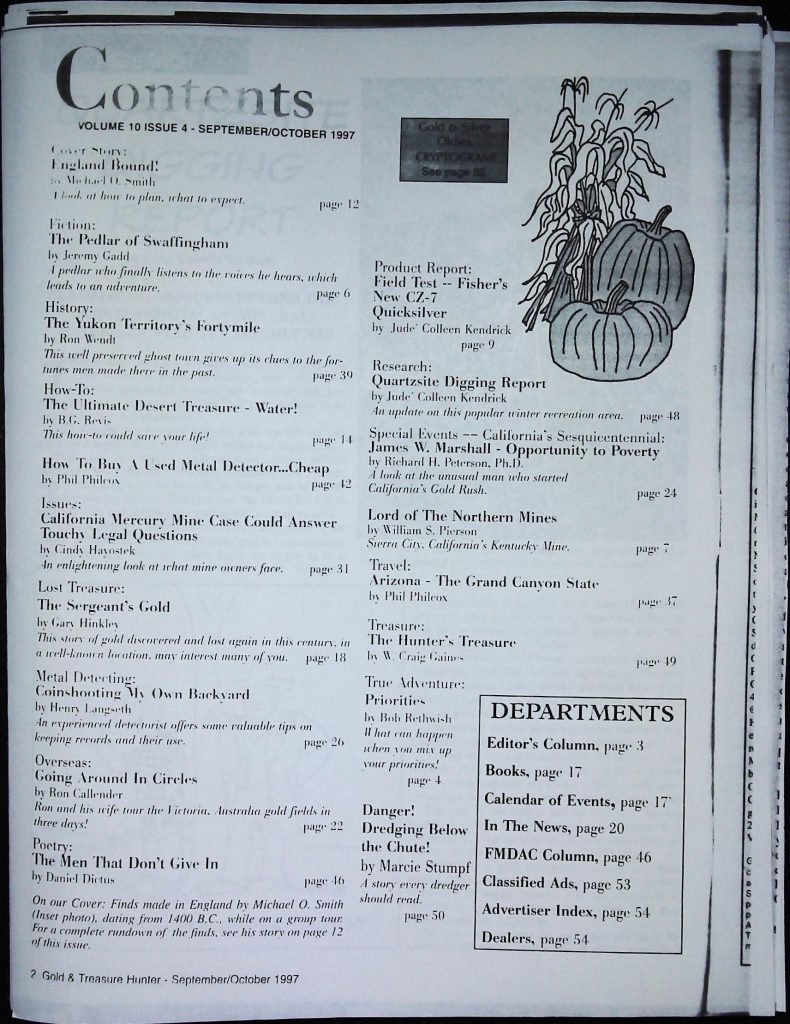 Contents
VOLUME 10 ISSUE 4 - SEPTEMBER/OCTOBER 1997
Cover Story:
England Bound!
by Michael O. Smith
A look at how to plan, what to expect.
page 12
Fiction:
The Pedlar of Swaffingham
by Jeremy Gadd
A pedlar who finally listens to the voices he hears, which
leads to an adventure.
page 6
History:
The Yukon Territory's Fortymile
by Ron Wendt
This well preserved ghost town gives up its clues to the for-
tunes men made there in the past.
page 39
How-To:
The Ultimate Desert Treasure - Water!
by B.G. Revis
This how-to could save your life!
page 14
How To Buy A Used Metal Detector...Cheap
by Phil Philcox
page 42
Issues:
California Mercury Mine Case Could Answer
Touchy Legal Questions
by Cindy Hayostek
An enlightening look at what mine owners face.
page 31
Lost Treasure:
The Sergeant's Gold
by Gary Hinkley
This story of gold discovered and lost again in this century, in
a well-known location, may interest many of you.
page 18
Metal Detecting:
Coinshooting My Own Backyard
by Henry Langseth
An experienced detectorist offers some valuable tips on
keeping records and their use.
page 26
Overseas:
Going Around In Circles
by Ron Callender
Ron and his wife tour the Victoria, Australia gold fields in
three days!
page 22
Poetry:
The Men That Don't Give In
by Daniel Dictus
page 46
On our Cover: Finds made in England by Michael O. Smith
(Inset photo), dating from 1400 B.C., while on a group tour.
For a complete rundown of the finds, see his story on page 12
of this issue.
Gold & Silver
Oldies
CRYPTOGRAM!
See page 52
Product Report:
Field Test -- Fisher's
New CZ-7
Quicksilver
by Jude' Colleen Kendrick
page 9
Research:
Quartzsite Digging Report
by Jude' Colleen Kendrick
An update on this popular winter recreation area.
page 48
Special Events -- California's Sesquicentennial:
James W. Marshall - Opportunity to Poverty
by Richard H. Peterson, Ph.D.
A look at the unusual man who started
California's Gold Rush.
page 24
Lord of The Northern Mines
by William S. Pierson
Sierra City, California's Kentucky Mine.
page 7
Travel:
Arizona - The Grand Canyon State
by Phil Philcox
page 37
Treasure:
The Hunter's Treasure
by W. Craig Gaines
page 49
True Adventure:
Priorities
by Bob Rethwish
What can happen
when you mix up
your priorities!
page 4
Danger!
Dredging Below
the Chute!
by Marcie Stumpf
A story every dredger
should read.
page 50
DEPARTMENTS
Editor's Column, page 3
Books, page 17
Calendar of Events, page 17`
In The News, page 20
FMDAC Column, page 46
Classified Ads, page 53
Advertiser Index, page 54
Dealers, page 54
2 Gold & Treasure Hunter - September/October 1997